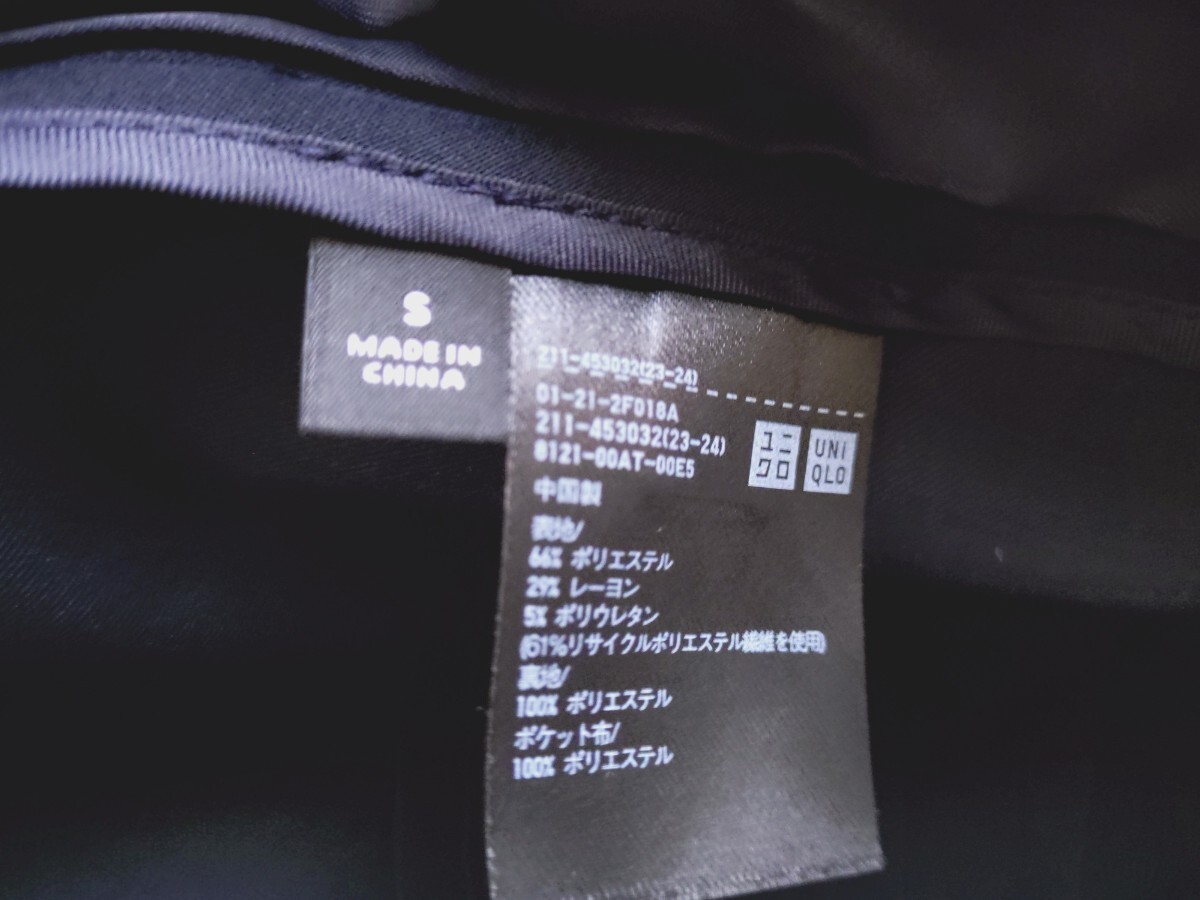 S
MADE IN
CHINA
211-453032(23-24)
01-21-2F018A
211-453032(23-24)
8121-00AT-00E5
ユニ
クロ
UNI
QLO
中国製
表地/
66% ポリエステル
29% レーヨン
5% ポリウレタン
(61%リサイクルポリエステル繊維を使用)
裏地/
100% ポリエステル
ポケット布/
100% ポリエステル